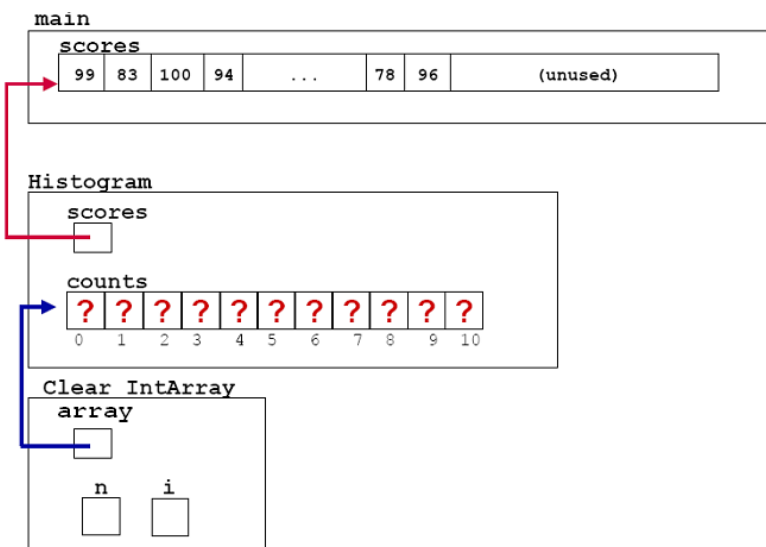 main
scores
99 83 100 94 ... 78 96 (unused)
Histogram
scores
counts
? ? ? ? ? ? ? ? ? ? ?
0 1 2 3 4 5 6 7 8 9 10
Clear IntArray
array
n i